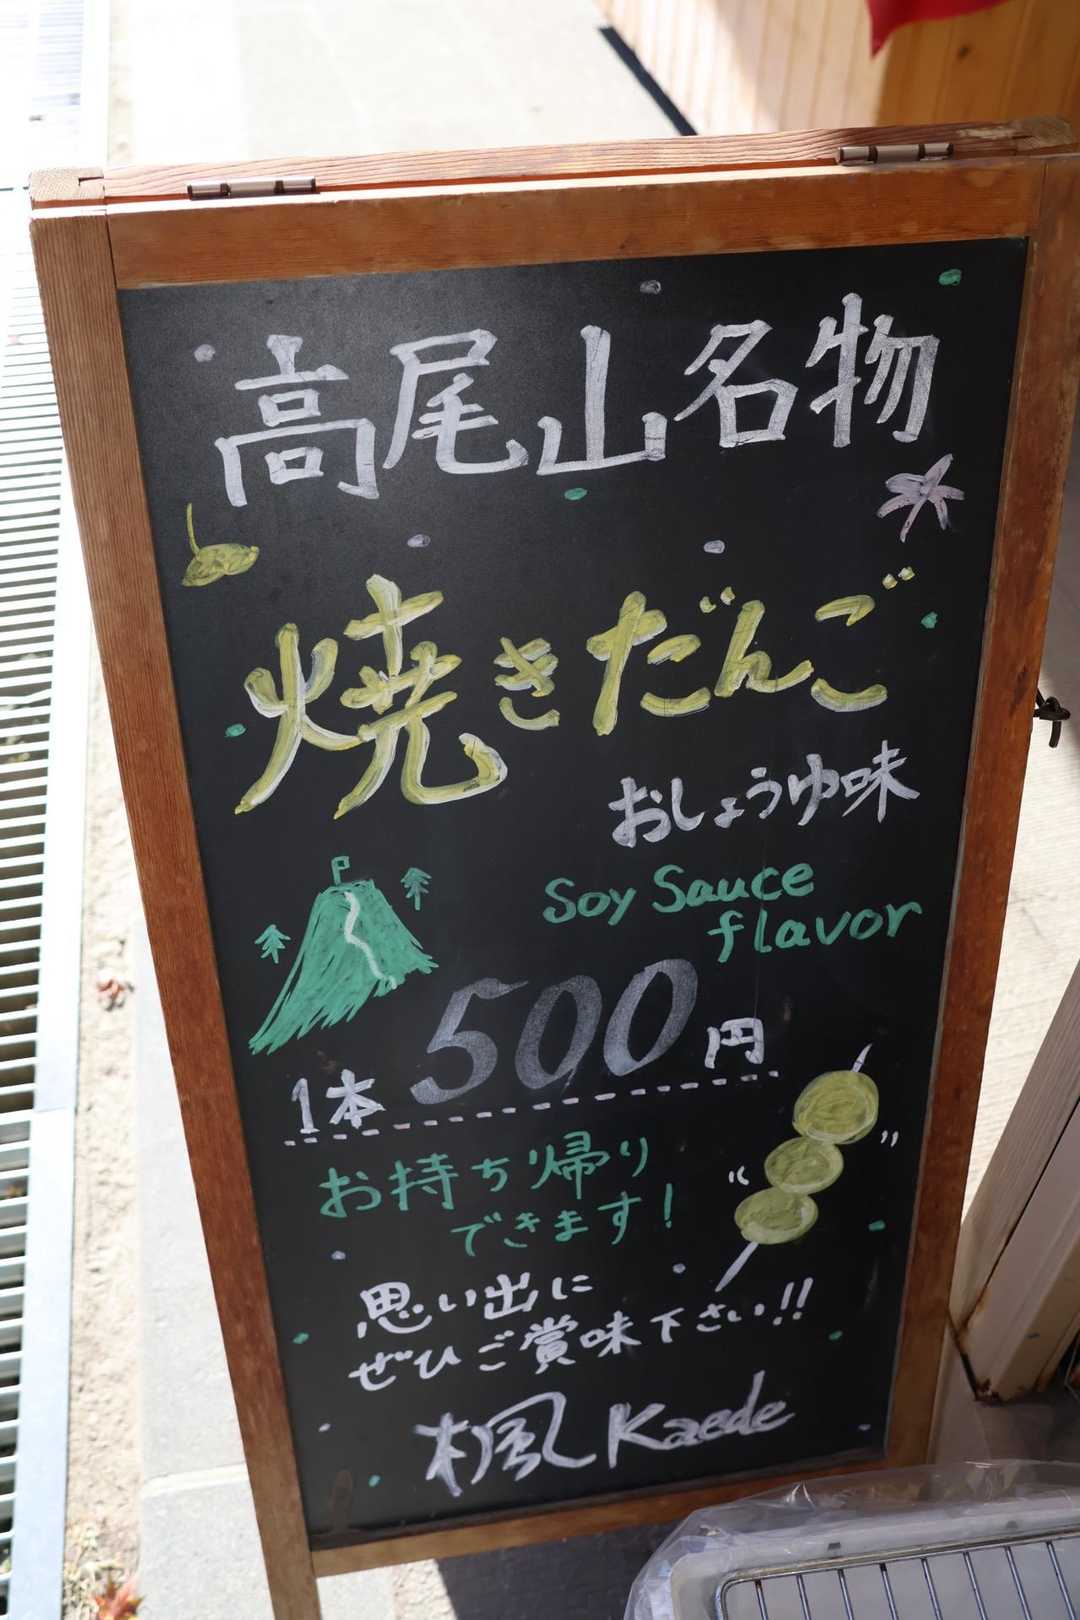 高尾山名物
焼きだんご
おしょうゆ味
Soy Sauce
flavor
1本 500円
お持ち帰り
できます!
思い出に
ぜひご賞味下さい!!
楓 Kaede